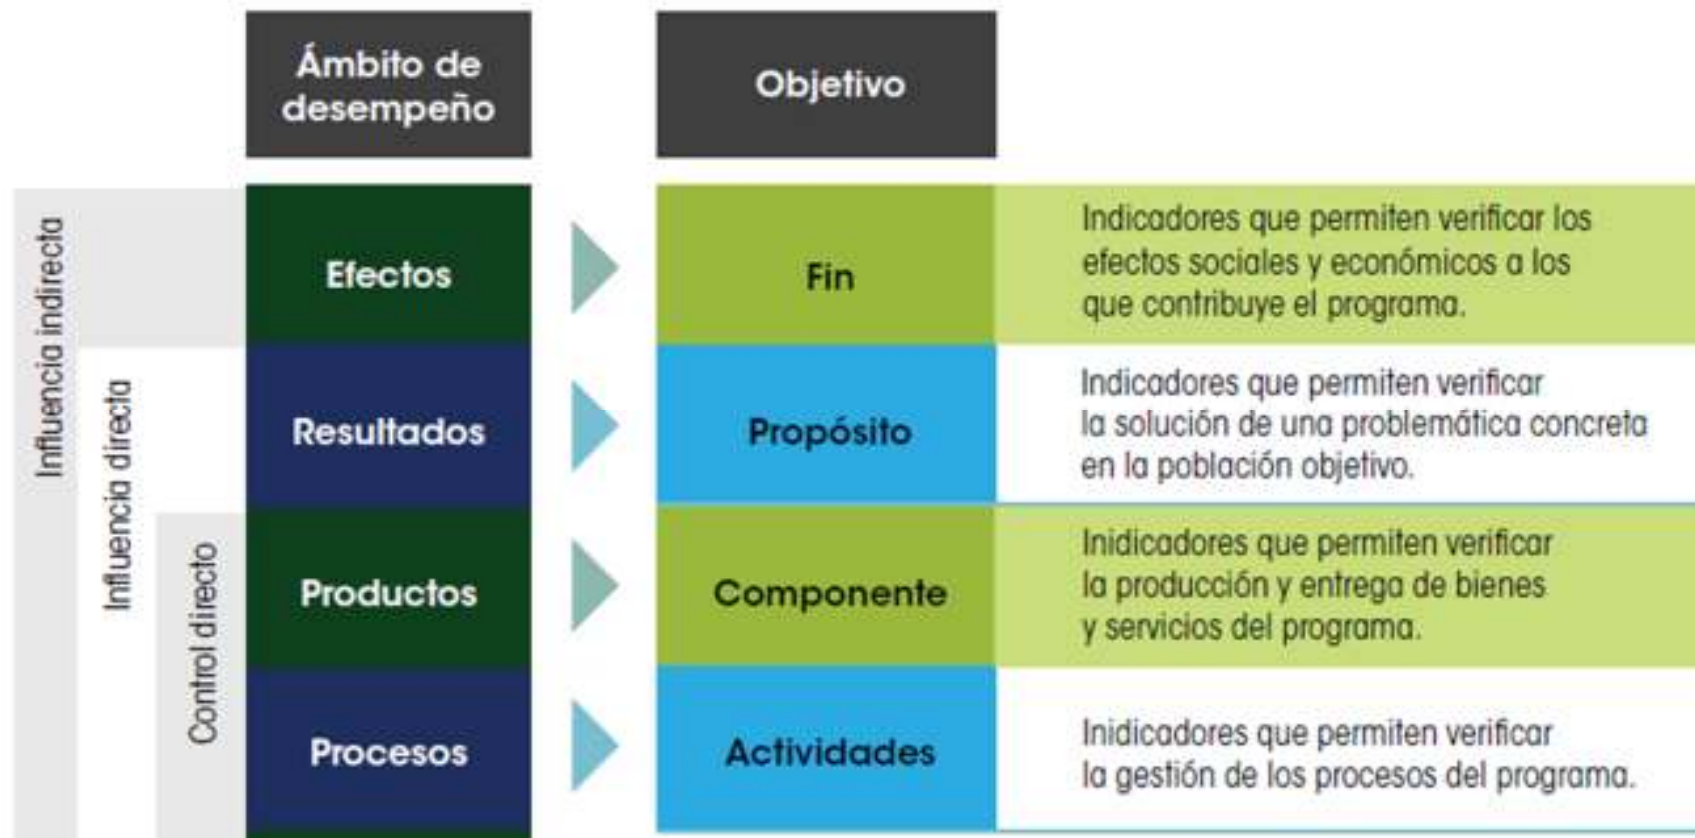 Ámbito de
desempeño
Objetivo
Influencia indirecta
Influencia directa
Control directo
Efectos
Fin
Indicadores que permiten verificar los
efectos sociales y económicos a los
que contribuye el programa.
Resultados
Propósito
Indicadores que permiten verificar
la solución de una problemática concreta
en la población objetivo.
Productos
Componente
Inidicadores que permiten verificar
la producción y entrega de bienes
y servicios del programa.
Procesos
Actividades
Inidicadores que permiten verificar
la gestión de los procesos del programa.